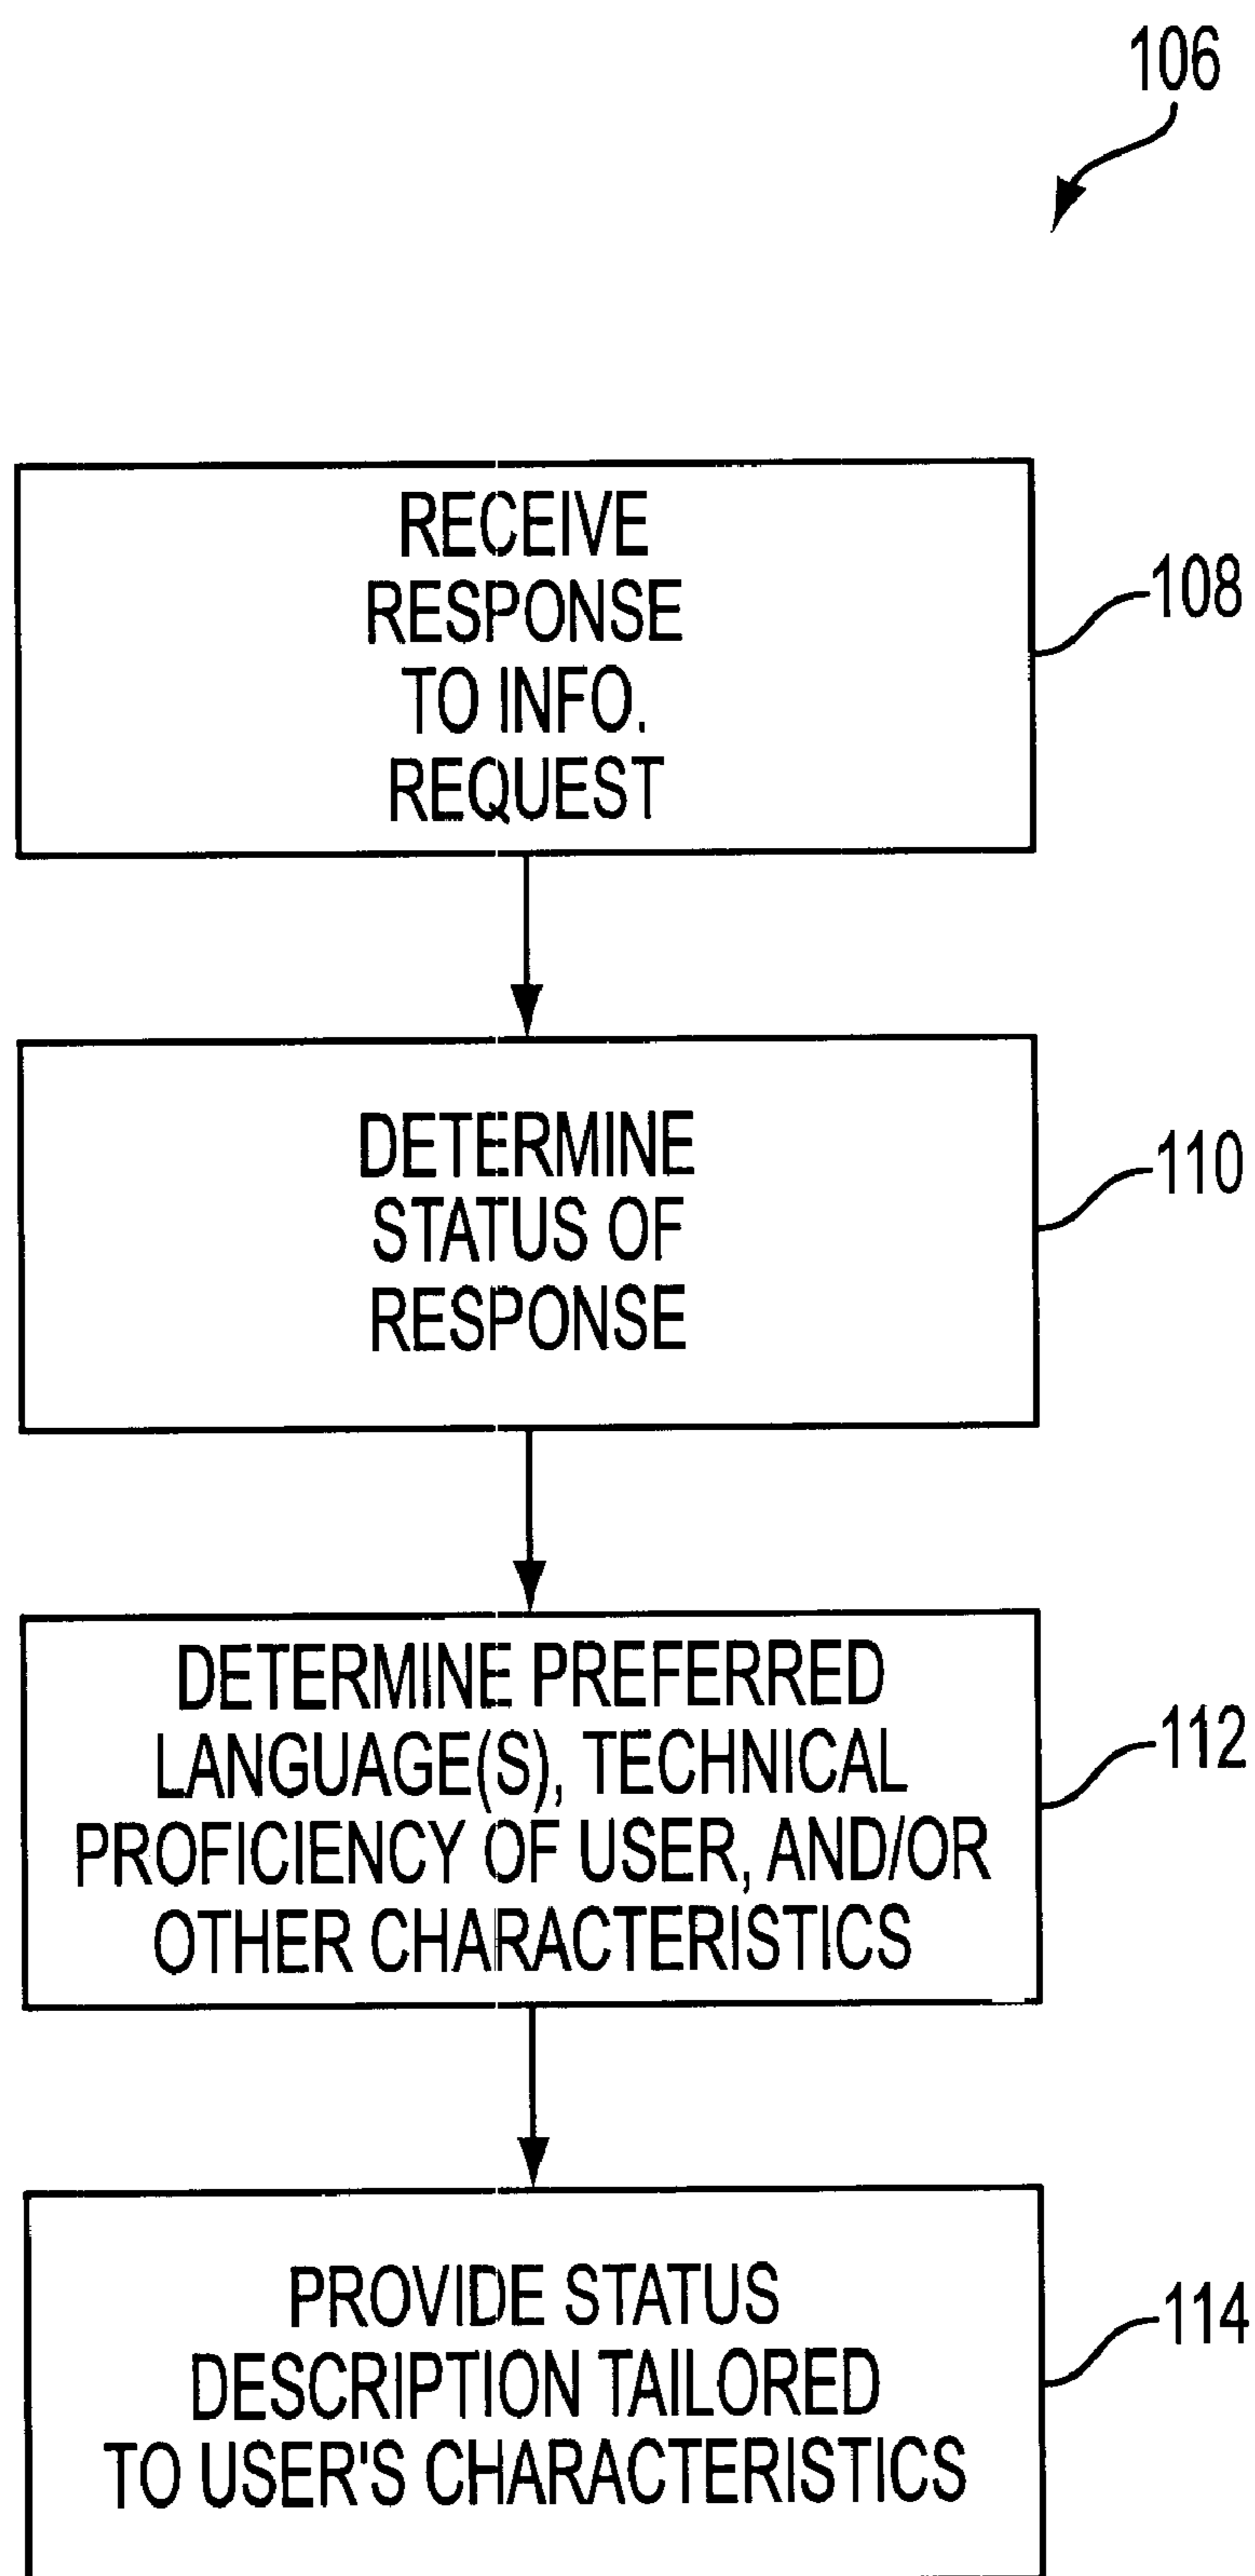 106
RECEIVE
RESPONSE
TO INFO.
REQUEST
108
DETERMINE
STATUS OF
RESPONSE
110
DETERMINE PREFERRED
LANGUAGE(S), TECHNICAL
PROFICIENCY OF USER, AND/OR
OTHER CHARACTERISTICS
112
PROVIDE STATUS
DESCRIPTION TAILORED
TO USER'S CHARACTERISTICS
114